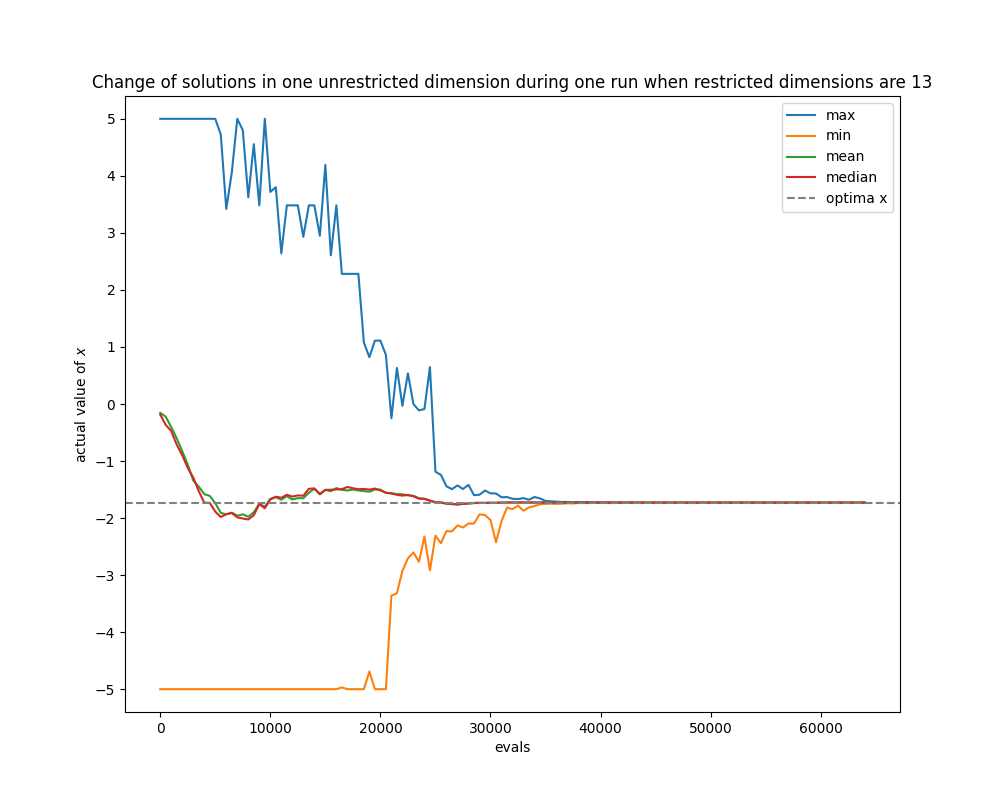 Change of solutions in one unrestricted dimension during one run when restricted dimensions are 13
max
min
mean
median
optima x
5
4
3
2
1
0
−1
−2
−3
−4
−5
actual value of x
0 10000 20000 30000 40000 50000 60000
evals